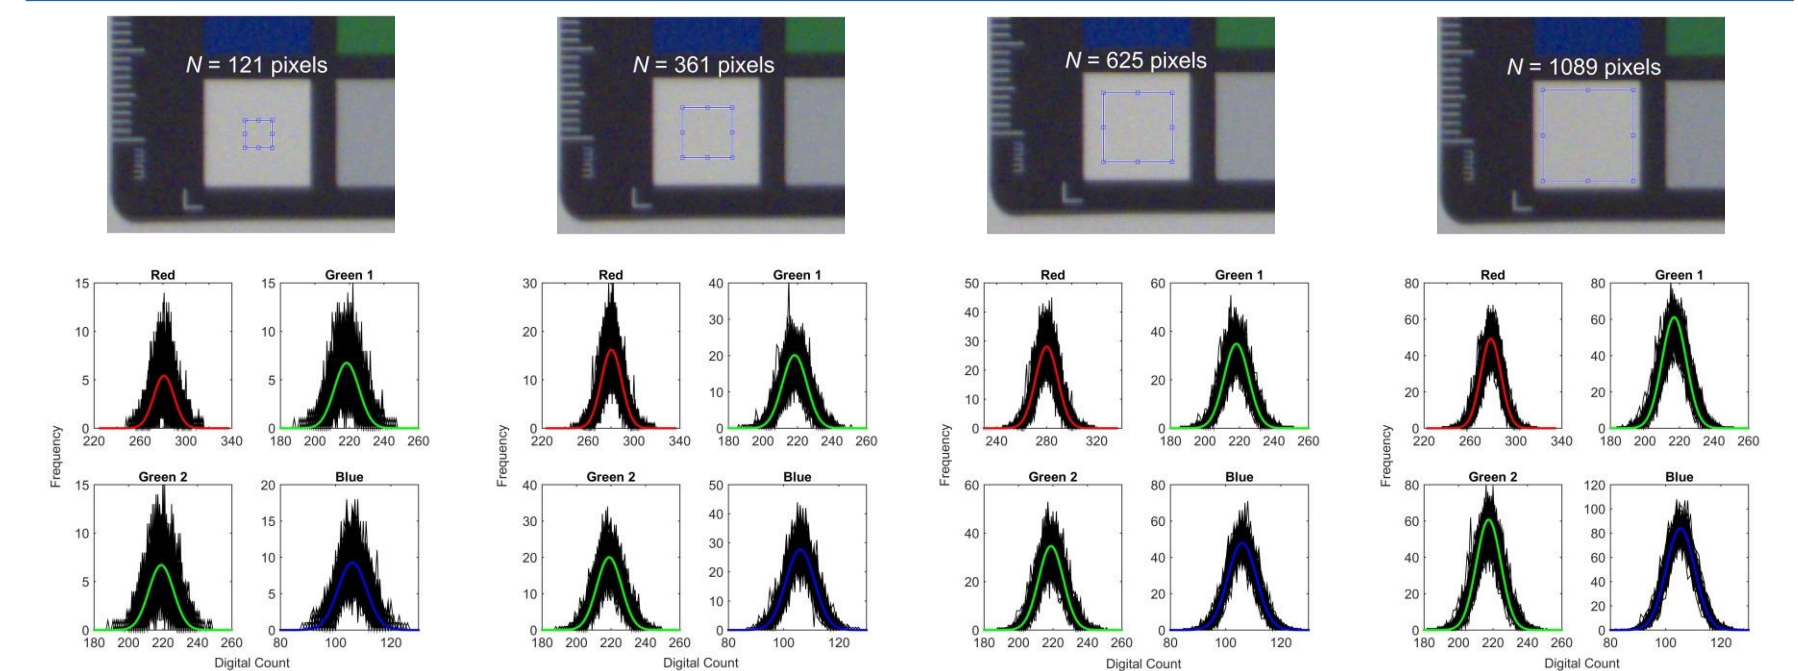 N = 121 pixels
N = 361 pixels
N = 625 pixels
N = 1089 pixels
mm
L
mm
L
mm
L
mm
L
Red
15
10
5
0
220 260 300 340
Green 1
15
10
5
0
180 200 220 240 260
Green 2
15
10
5
0
180 200 220 240 260
Blue
20
15
10
5
0
80 100 120
Frequency
Digital Count
Red
30
20
10
0
220 260 300 340
Green 1
40
30
20
10
0
180 200 220 240 260
Green 2
40
30
20
10
0
180 200 220 240 260
Blue
50
40
30
20
10
0
80 100 120
Frequency
Digital Count
Red
50
40
30
20
10
0
240 280 320
Green 1
60
40
20
0
180 200 220 240 260
Green 2
60
40
20
0
180 200 220 240 260
Blue
80
60
40
20
0
80 100 120
Frequency
Digital Count
Red
80
60
40
20
0
220 260 300 340
Green 1
80
60
40
20
0
180 200 220 240 260
Green 2
80
60
40
20
0
180 200 220 240 260
Blue
120
100
80
60
40
20
0
80 100 120
Frequency
Digital Count